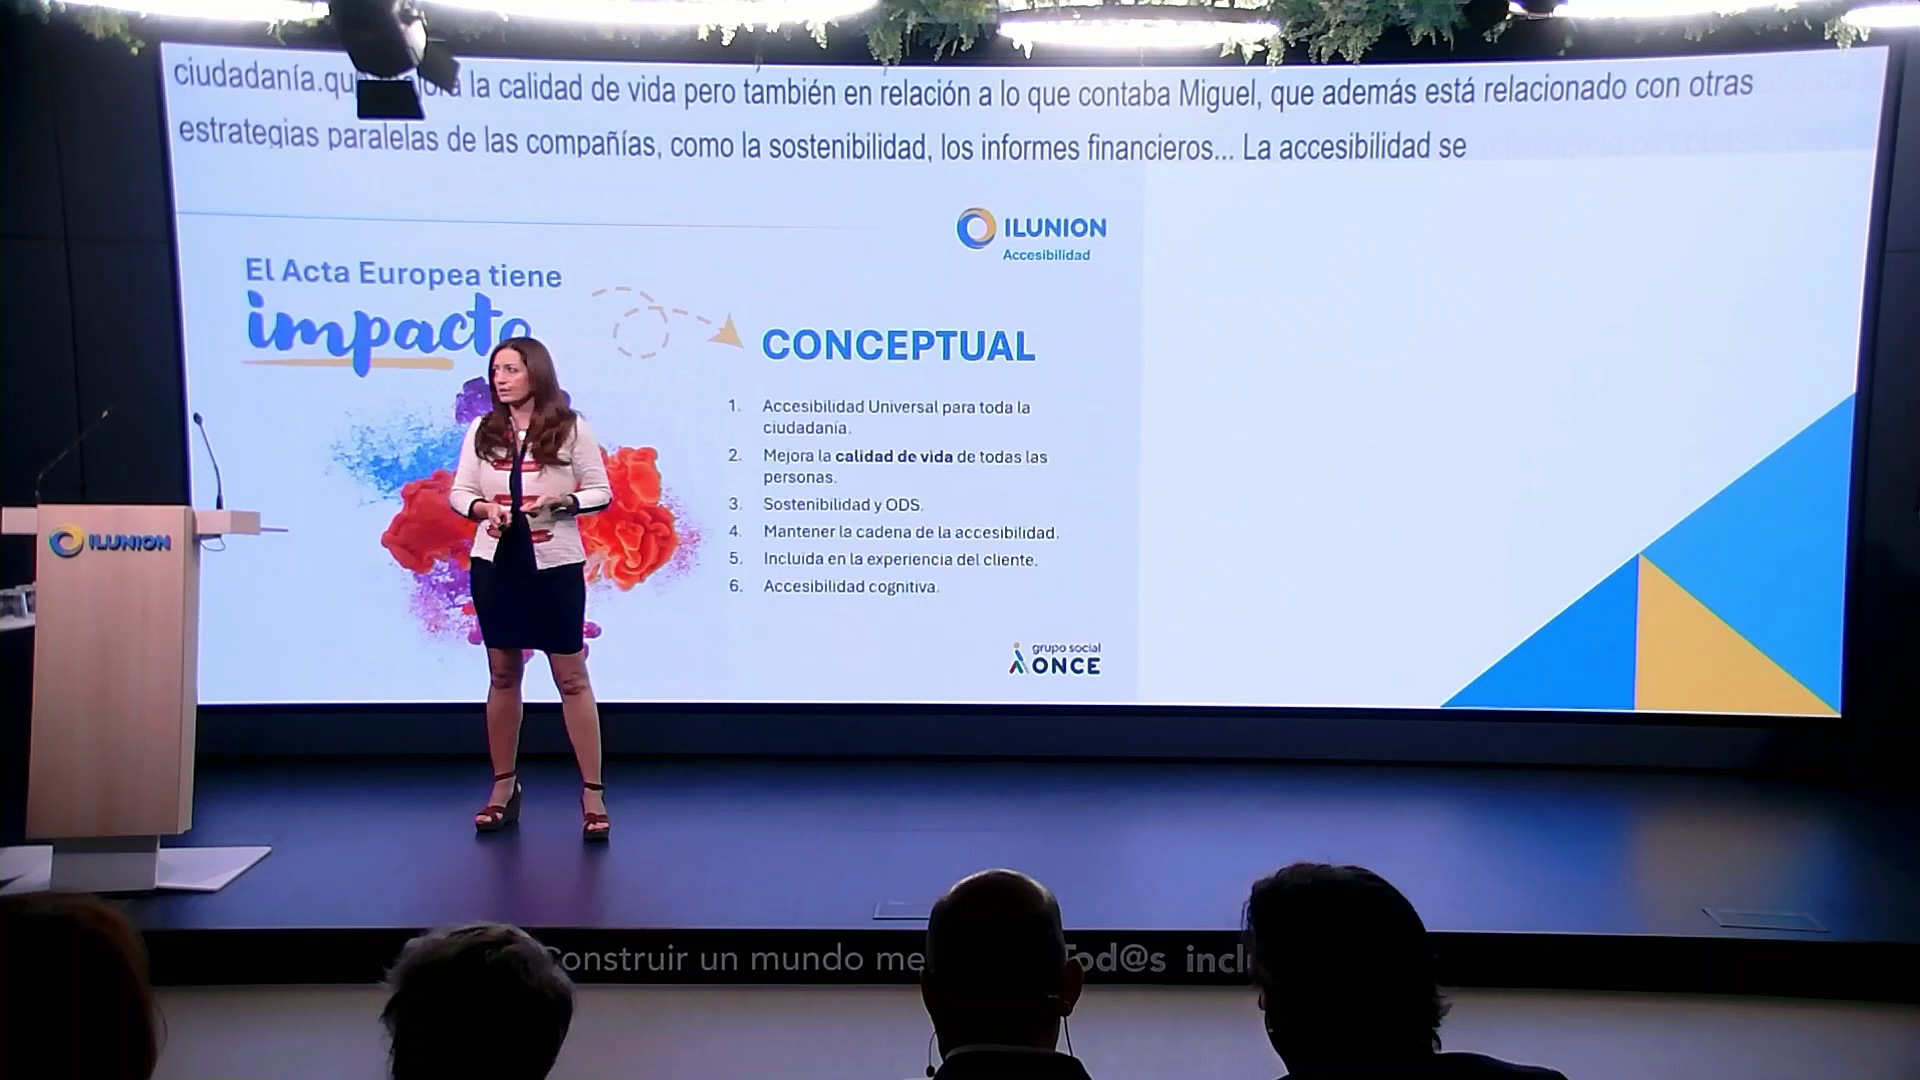 ciudadanía.qu la calidad de vida pero también en relación a lo que contaba Miguel, que además está relacionado con otras
estrategias paralelas de las compañías, como la sostenibilidad, los informes financieros... La accesibilidad se
ILUNION
Accesibilidad
El Acta Europea tiene
impacto
CONCEPTUAL
1. Accesibilidad Universal para toda la
ciudadanía.
2. Mejora la calidad de vida de todas las
personas.
3. Sostenibilidad y ODS.
4. Mantener la cadena de la accesibilidad.
5. Incluida en la experiencia del cliente.
6. Accesibilidad cognitiva.
grupo social
ONCE
ILUNION
onstruir un mundo me Tod@s incl